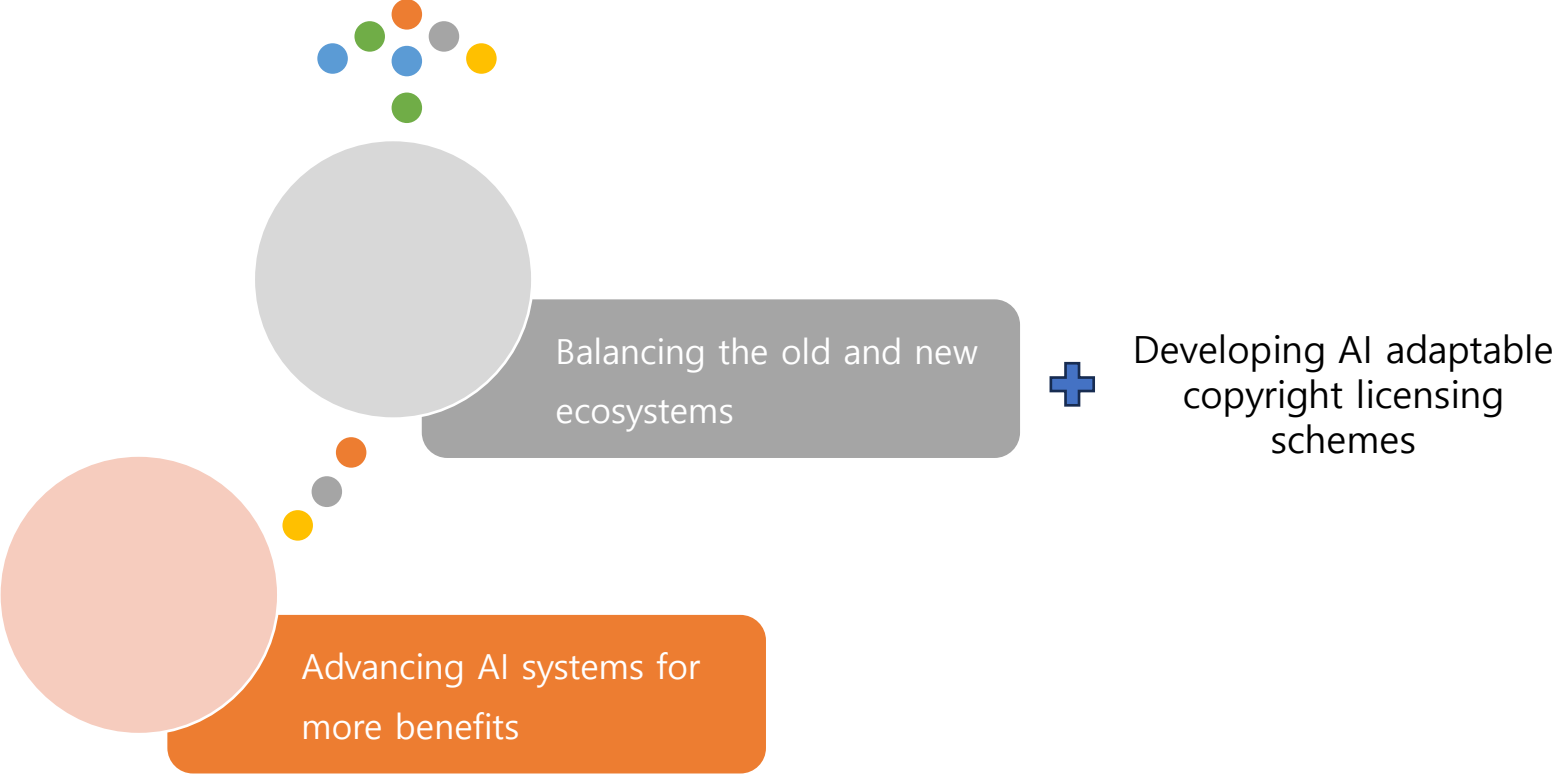 Balancing the old and new
ecosystems
Developing AI adaptable
copyright licensing
schemes
Advancing AI systems for
more benefits